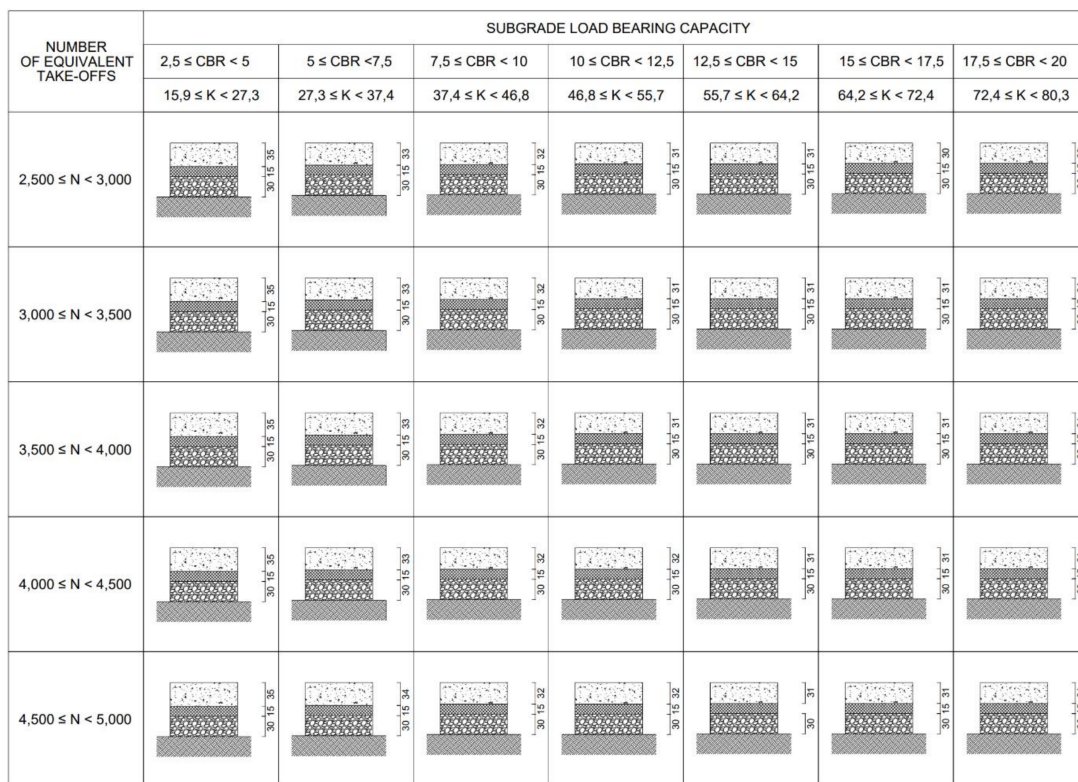 SUBGRADE LOAD BEARING CAPACITY
NUMBER
OF EQUIVALENT
TAKE-OFFS
2,5 ≤ CBR < 5 5 ≤ CBR <7,5 7,5 ≤ CBR < 10 10 ≤ CBR < 12,5 12,5 ≤ CBR < 15 15 ≤ CBR < 17,5 17,5 ≤ CBR < 20
15,9 ≤ K < 27,3 27,3 ≤ K < 37,4 37,4 ≤ K < 46,8 46,8 ≤ K < 55,7 55,7 ≤ K < 64,2 64,2 ≤ K < 72,4 72,4 ≤ K < 80,3
2,500 ≤ N < 3,000
30 15 35
30 15 33
30 15 32
30 15 31
30 15 31
30 15 30
3,000 ≤ N < 3,500
30 15 35
30 15 33
30 15 32
30 15 31
30 15 31
30 15 31
3,500 ≤ N < 4,000
30 15 35
30 15 33
30 15 32
30 15 31
30 15 31
30 15 31
4,000 ≤ N < 4,500
30 15 35
30 15 33
30 15 32
30 15 32
30 15 31
30 15 31
4,500 ≤ N < 5,000
30 15 35
30 15 34
30 15 32
30 15 32
30 15 31
30 15 31